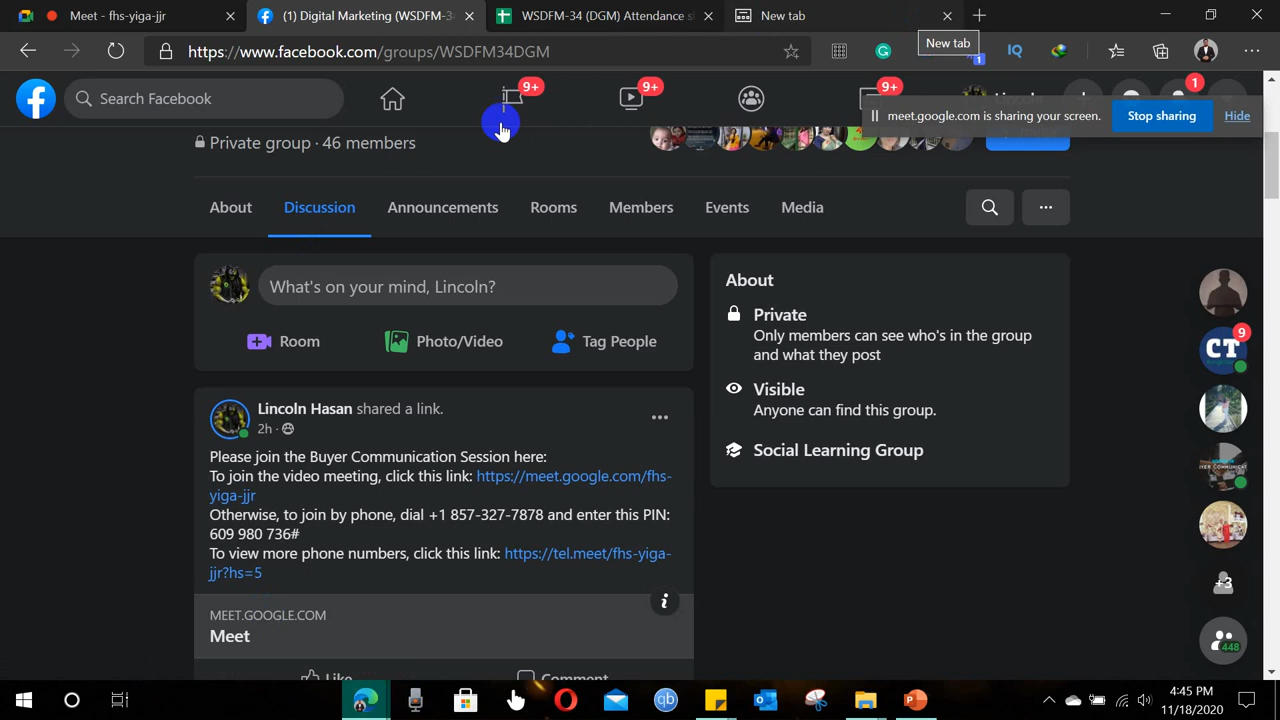 Meet - fhs-yiga-jjr
(1) Digital Marketing (WSDFM-3
WSDFM-34 (DGM) Attendance s
New tab
https://www.facebook.com/groups/WSDFM34DGM
New tab
1
IQ
Search Facebook
9+
9+
9+
1
meet.google.com is sharing your screen.
Stop sharing
Hide
Private group · 46 members
About
Discussion
Announcements
Rooms
Members
Events
Media
What's on your mind, Lincoln?
Room
Photo/Video
Tag People
About
Private
Only members can see who's in the group
and what they post
Visible
Anyone can find this group.
Social Learning Group
Lincoln Hasan shared a link.
2h ·
Please join the Buyer Communication Session here:
To join the video meeting, click this link: https://meet.google.com/fhs-
yiga-jjr
Otherwise, to join by phone, dial +1 857-327-7878 and enter this PIN:
609 980 736#
To view more phone numbers, click this link: https://tel.meet/fhs-yiga-
jjr?hs=5
MEET.GOOGLE.COM
Meet
Like
Comment
CT
9
+3
448
4:45 PM
11/18/2020